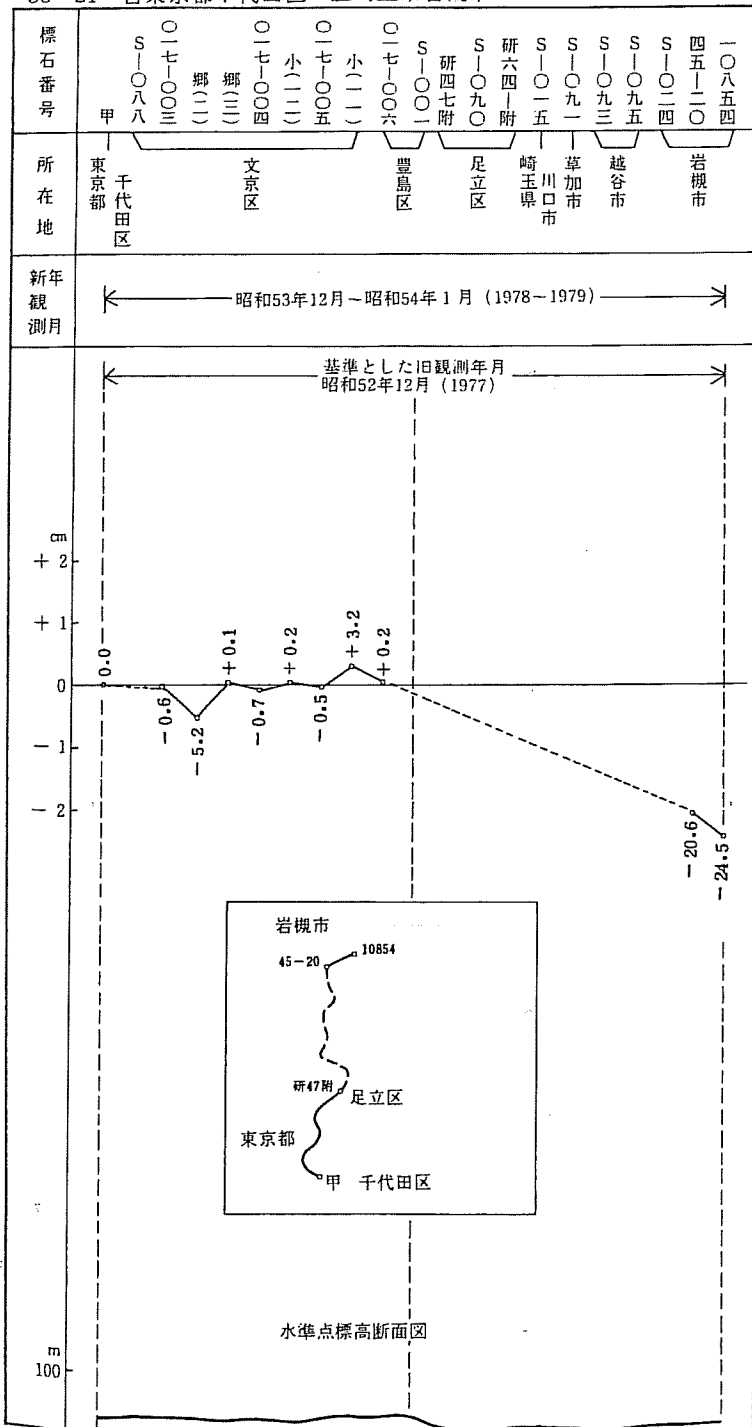 標石番号
甲
S―〇八八
〇一七―〇〇三
郷(二)
郷(三)
〇一七―〇〇四
小(一二)
〇一七―〇〇五
小(一一)
〇一七―〇〇六
S―〇〇一
研四七附
S―〇九〇
研六四―附
S―〇一五
S―〇九一
S―〇九三
S―〇九五
S―〇二四
四五―二〇
一〇八五四
所在地
東京都
千代田区
文京区
豊島区
足立区
埼玉県
川口市
草加市
越谷市
岩槻市
新観測
年月
昭和53年12月~昭和54年1月 (1978~1979)
基準とした旧観測年月
昭和52年12月 (1977)
cm
+ 2
+ 1
0
- 1
- 2
0.0
-0.6
-5.2
+0.1
-0.7
+0.2
-0.5
+3.2
+0.2
-20.6
-24.5
岩槻市
45-20
10854
研47附
足立区
東京都
甲 千代田区
水準点標高断面図
m
100